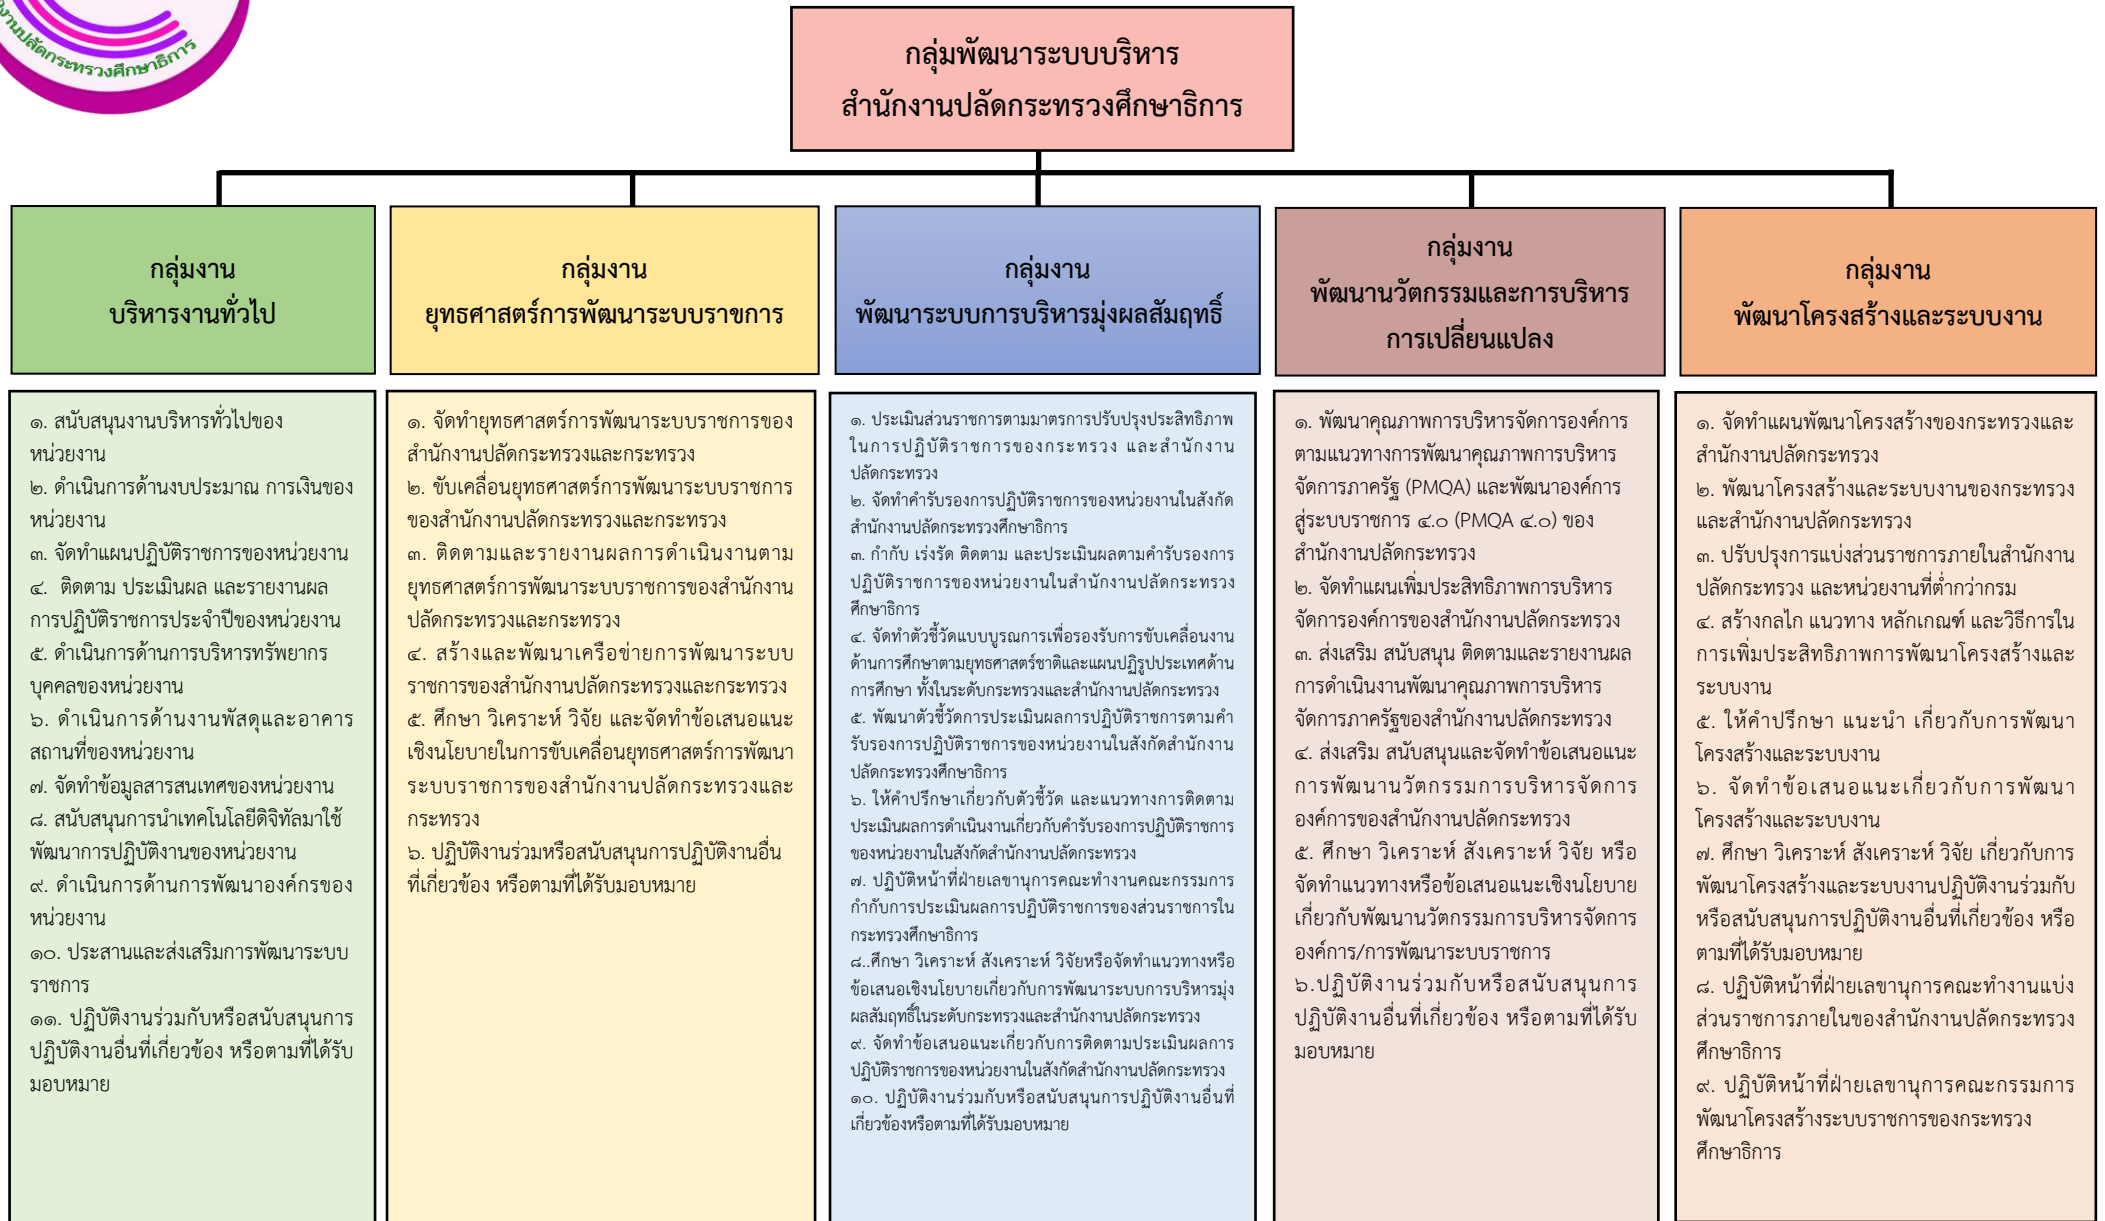 สำนักงานปลัดกระทรวงศึกษาธิการ
กลุ่มพัฒนาระบบบริหาร
สำนักงานปลัดกระทรวงศึกษาธิการ
กลุ่มงาน
บริหารงานทั่วไป
กลุ่มงาน
ยุทธศาสตร์การพัฒนาระบบราขการ
กลุ่มงาน
พัฒนาระบบการบริหารมุ่งผลสัมฤทธิ์
กลุ่มงาน
พัฒนานวัตกรรมและการบริหาร
การเปลี่ยนแปลง
กลุ่มงาน
พัฒนาโครงสร้างและระบบงาน
๑. สนับสนุนงานบริหารทั่วไปของ
หน่วยงาน
๒. ดำเนินการด้านงบประมาณ การเงินของ
หน่วยงาน
๓. จัดทำแผนปฏิบัติราชการของหน่วยงาน
๔. ติดตาม ประเมินผล และรายงานผล
การปฏิบัติราชการประจำปีของหน่วยงาน
๕. ดำเนินการด้านการบริหารทรัพยากร
บุคคลของหน่วยงาน
๖. ดำเนินการด้านงานพัสดุและอาคาร
สถานที่ของหน่วยงาน
๗. จัดทำข้อมูลสารสนเทศของหน่วยงาน
๘. สนับสนุนการนำเทคโนโลยีดิจิทัลมาใช้
พัฒนาการปฏิบัติงานของหน่วยงาน
๙. ดำเนินการด้านการพัฒนาองค์กรของ
หน่วยงาน
๑๐. ประสานและส่งเสริมการพัฒนาระบบ
ราชการ
๑๑. ปฏิบัติงานร่วมกับหรือสนับสนุนการ
ปฏิบัติงานอื่นที่เกี่ยวข้อง หรือตามที่ได้รับ
มอบหมาย
๑. จัดทำยุทธศาสตร์การพัฒนาระบบราชการของ
สำนักงานปลัดกระทรวงและกระทรวง
๒. ขับเคลื่อนยุทธศาสตร์การพัฒนาระบบราชการ
ของสำนักงานปลัดกระทรวงและกระทรวง
๓. ติดตามและรายงานผลการดำเนินงานตาม
ยุทธศาสตร์การพัฒนาระบบราชการของสำนักงาน
ปลัดกระทรวงและกระทรวง
๔. สร้างและพัฒนาเครือข่ายการพัฒนาระบบ
ราชการของสำนักงานปลัดกระทรวงและกระทรวง
๕. ศึกษา วิเคราะห์ วิจัย และจัดทำข้อเสนอแนะ
เชิงนโยบายในการขับเคลื่อนยุทธศาสตร์การพัฒนา
ระบบราชการของสำนักงานปลัดกระทรวงและ
กระทรวง
๖. ปฏิบัติงานร่วมหรือสนับสนุนการปฏิบัติงานอื่น
ที่เกี่ยวข้อง หรือตามที่ได้รับมอบหมาย
๑. ประเมินส่วนราชการตามมาตรการปรับปรุงประสิทธิภาพ
ในการปฏิบัติราชการของกระทรวง และสำนักงาน
ปลัดกระทรวง
๒. จัดทำคำรับรองการปฏิบัติราชการของหน่วยงานในสังกัด
สำนักงานปลัดกระทรวงศึกษาธิการ
๓. กำกับ เร่งรัด ติดตาม และประเมินผลตามคำรับรองการ
ปฏิบัติราชการของหน่วยงานในสำนักงานปลัดกระทรวง
ศึกษาธิการ
๔. จัดทำตัวชี้วัดแบบบูรณการเพื่อรองรับการขับเคลื่อนงาน
ด้านการศึกษาตามยุทธศาสตร์ชาติและแผนปฏิรูปประเทศด้าน
การศึกษา ทั้งในระดับกระทรวงและสำนักงานปลัดกระทรวง
๕. พัฒนาตัวชี้วัดการประเมินผลการปฏิบัติราชการตามคำ
รับรองการปฏิบัติราชการของหน่วยงานในสังกัดสำนักงาน
ปลัดกระทรวงศึกษาธิการ
๖. ให้คำปรึกษาเกี่ยวกับตัวชี้วัด และแนวทางการติดตาม
ประเมินผลการดำเนินงานเกี่ยวกับคำรับรองการปฏิบัติราชการ
ของหน่วยงานในสังกัดสำนักงานปลัดกระทรวง
๗. ปฏิบัติหน้าที่ฝ่ายเลขานุการคณะทำงานคณะกรรมการ
กำกับการประเมินผลการปฏิบัติราชการของส่วนราชการใน
กระทรวงศึกษาธิการ
๘..ศึกษา วิเคราะห์ สังเคราะห์ วิจัยหรือจัดทำแนวทางหรือ
ข้อเสนอเชิงนโยบายเกี่ยวกับการพัฒนาระบบการบริหารมุ่ง
ผลสัมฤทธิ์ในระดับกระทรวงและสำนักงานปลัดกระทรวง
๙. จัดทำข้อเสนอแนะเกี่ยวกับการติดตามประเมินผลการ
ปฏิบัติราชการของหน่วยงานในสังกัดสำนักงานปลัดกระทรวง
๑๐. ปฏิบัติงานร่วมกับหรือสนับสนุนการปฏิบัติงานอื่นที่
เกี่ยวข้องหรือตามที่ได้รับมอบหมาย
๑. พัฒนาคุณภาพการบริหารจัดการองค์การ
ตามแนวทางการพัฒนาคุณภาพการบริหาร
จัดการภาครัฐ (PMQA) และพัฒนาองค์การ
สู่ระบบราชการ ๔.๐ (PMQA ๔.๐) ของ
สำนักงานปลัดกระทรวง
๒. จัดทำแผนเพิ่มประสิทธิภาพการบริหาร
จัดการองค์การของสำนักงานปลัดกระทรวง
๓. ส่งเสริม สนับสนุน ติดตามและรายงานผล
การดำเนินงานพัฒนาคุณภาพการบริหาร
จัดการภาครัฐของสำนักงานปลัดกระทรวง
๔. ส่งเสริม สนับสนุนและจัดทำข้อเสนอแนะ
การพัฒนานวัตกรรมการบริหารจัดการ
องค์การของสำนักงานปลัดกระทรวง
๕. ศึกษา วิเคราะห์ สังเคราะห์ วิจัย หรือ
จัดทำแนวทางหรือข้อเสนอแนะเชิงนโยบาย
เกี่ยวกับพัฒนานวัตกรรมการบริหารจัดการ
องค์การ/การพัฒนาระบบราชการ
๖.ปฏิบัติงานร่วมกับหรือสนับสนุนการ
ปฏิบัติงานอื่นที่เกี่ยวข้อง หรือตามที่ได้รับ
มอบหมาย
๑. จัดทำแผนพัฒนาโครงสร้างของกระทรวงและ
สำนักงานปลัดกระทรวง
๒. พัฒนาโครงสร้างและระบบงานของกระทรวง
และสำนักงานปลัดกระทรวง
๓. ปรับปรุงการแบ่งส่วนราชการภายในสำนักงาน
ปลัดกระทรวง และหน่วยงานที่ต่ำกว่ากรม
๔. สร้างกลไก แนวทาง หลักเกณฑ์ และวิธีการใน
การเพิ่มประสิทธิภาพการพัฒนาโครงสร้างและ
ระบบงาน
๕. ให้คำปรึกษา แนะนำ เกี่ยวกับการพัฒนา
โครงสร้างและระบบงาน
๖. จัดทำข้อเสนอแนะเกี่ยวกับการพัฒนา
โครงสร้างและระบบงาน
๗. ศึกษา วิเคราะห์ สังเคราะห์ วิจัย เกี่ยวกับการ
พัฒนาโครงสร้างและระบบงานปฏิบัติงานร่วมกับ
หรือสนับสนุนการปฏิบัติงานอื่นที่เกี่ยวข้อง หรือ
ตามที่ได้รับมอบหมาย
๘. ปฏิบัติหน้าที่ฝ่ายเลขานุการคณะทำงานแบ่ง
ส่วนราชการภายในของสำนักงานปลัดกระทรวง
ศึกษาธิการ
๙. ปฏิบัติหน้าที่ฝ่ายเลขานุการคณะกรรมการ
พัฒนาโครงสร้างระบบราชการของกระทรวง
ศึกษาธิการ